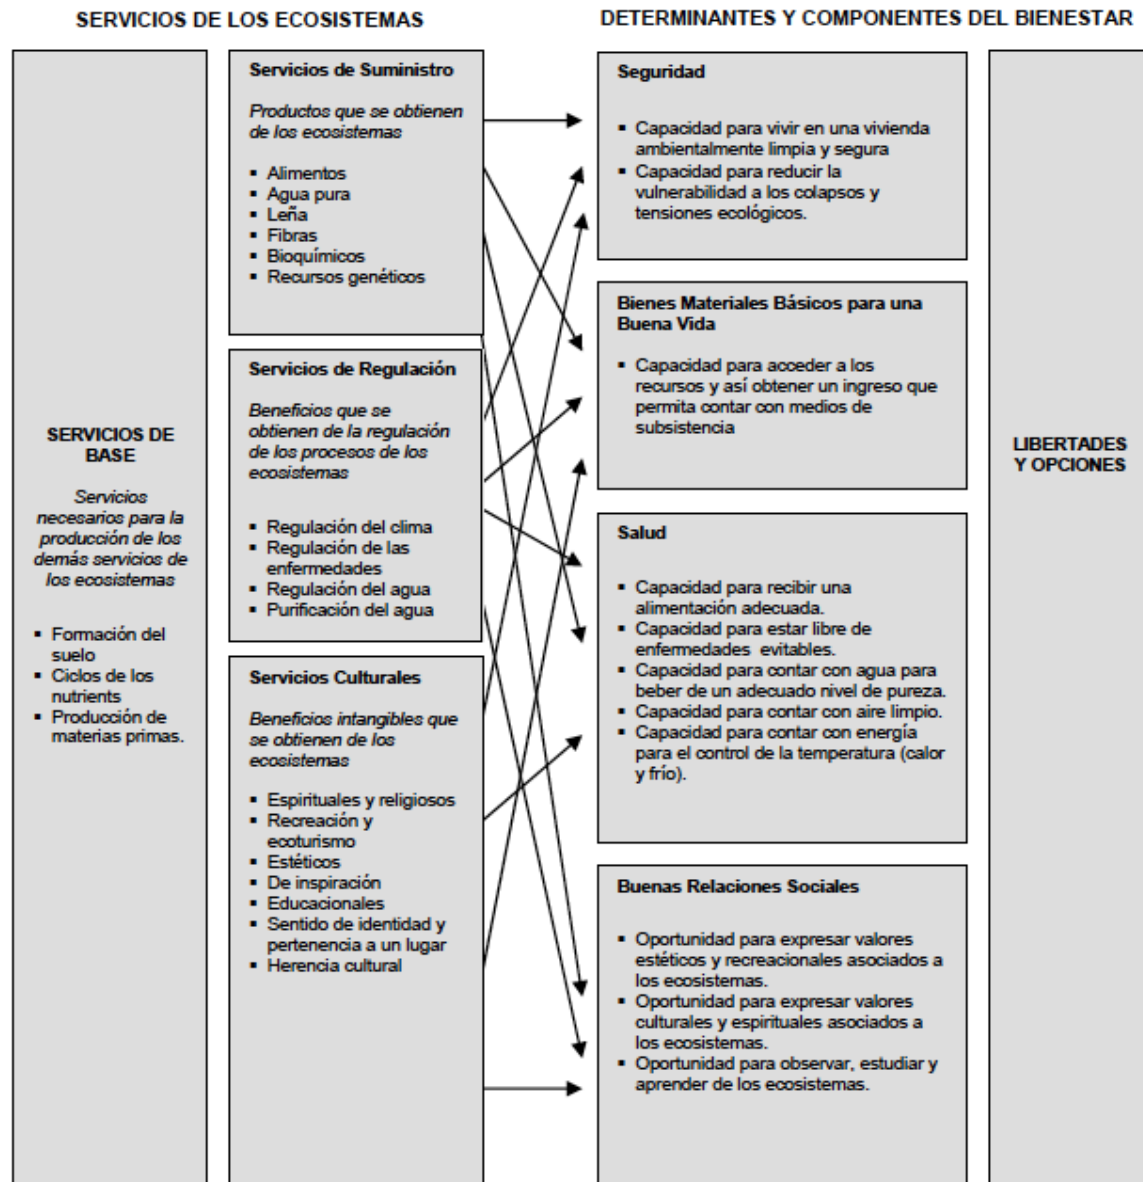 SERVICIOS DE LOS ECOSISTEMAS
DETERMINANTES Y COMPONENTES DEL BIENESTAR
SERVICIOS DE
BASE
Servicios
necesarios para la
producción de los
demás servicios de
los ecosistemas
▪ Formación del
suelo
▪ Ciclos de los
nutrients
▪ Producción de
materias primas.
Servicios de Suministro
Productos que se obtienen
de los ecosistemas
▪ Alimentos
▪ Agua pura
▪ Leña
▪ Fibras
▪ Bioquímicos
▪ Recursos genéticos
Servicios de Regulación
Beneficios que se
obtienen de la regulación
de los procesos de los
ecosistemas
▪ Regulación del clima
▪ Regulación de las
enfermedades
▪ Regulación del agua
▪ Purificación del agua
Servicios Culturales
Beneficios intangibles que
se obtienen de los
ecosistemas
▪ Espirituales y religiosos
▪ Recreación y
ecoturismo
▪ Estéticos
▪ De inspiración
▪ Educacionales
▪ Sentido de identidad y
pertenencia a un lugar
▪ Herencia cultural
Seguridad
▪ Capacidad para vivir en una vivienda
ambientalmente limpia y segura
▪ Capacidad para reducir la
vulnerabilidad a los colapsos y
tensiones ecológicos.
Bienes Materiales Básicos para una
Buena Vida
▪ Capacidad para acceder a los
recursos y así obtener un ingreso que
permita contar con medios de
subsistencia
Salud
▪ Capacidad para recibir una
alimentación adecuada.
▪ Capacidad para estar libre de
enfermedades evitables.
▪ Capacidad para contar con agua para
beber de un adecuado nivel de pureza.
▪ Capacidad para contar con aire limpio.
▪ Capacidad para contar con energía
para el control de la temperatura (calor
y frío).
Buenas Relaciones Sociales
▪ Oportunidad para expresar valores
estéticos y recreacionales asociados a
los ecosistemas.
▪ Oportunidad para expresar valores
culturales y espirituales asociados a
los ecosistemas.
▪ Oportunidad para observar, estudiar y
aprender de los ecosistemas.
LIBERTADES
Y OPCIONES